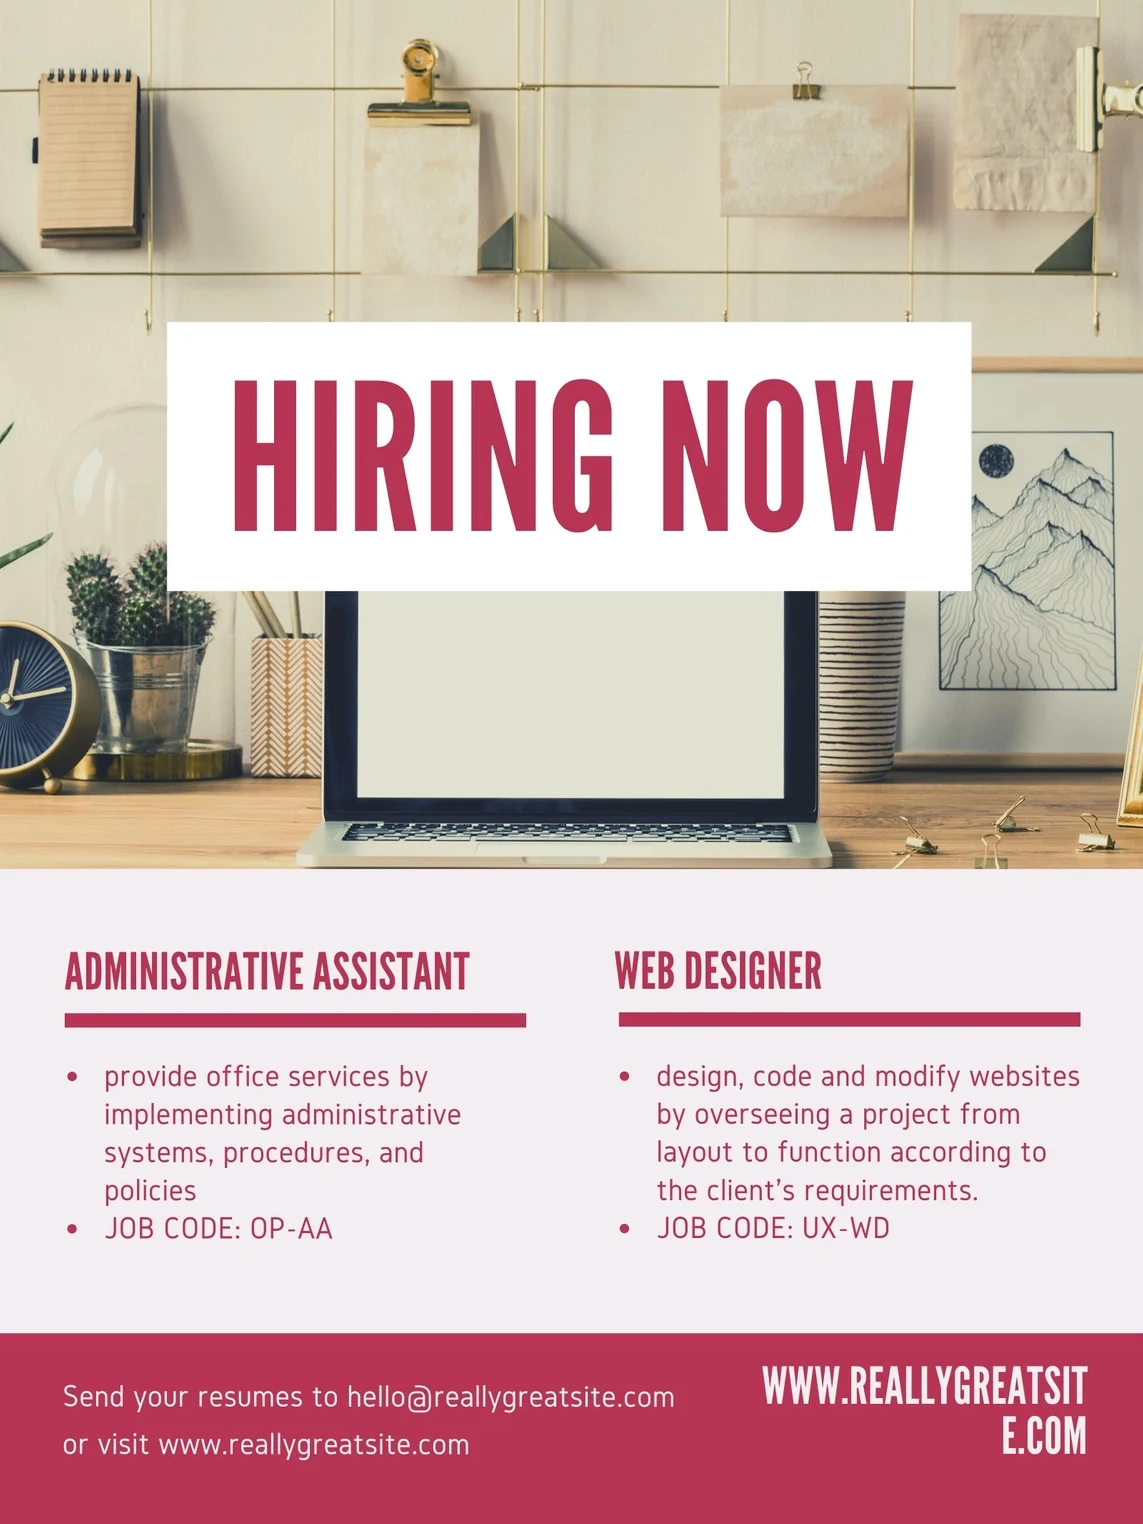 HIRING NOW
ADMINISTRATIVE ASSISTANT
• provide office services by
implementing administrative
systems, procedures, and
policies
• JOB CODE: OP-AA
WEB DESIGNER
• design, code and modify websites
by overseeing a project from
layout to function according to
the client’s requirements.
• JOB CODE: UX-WD
Send your resumes to hello@reallygreatsite.com
or visit www.reallygreatsite.com
WWW.REALLYGREATSIT
E.COM